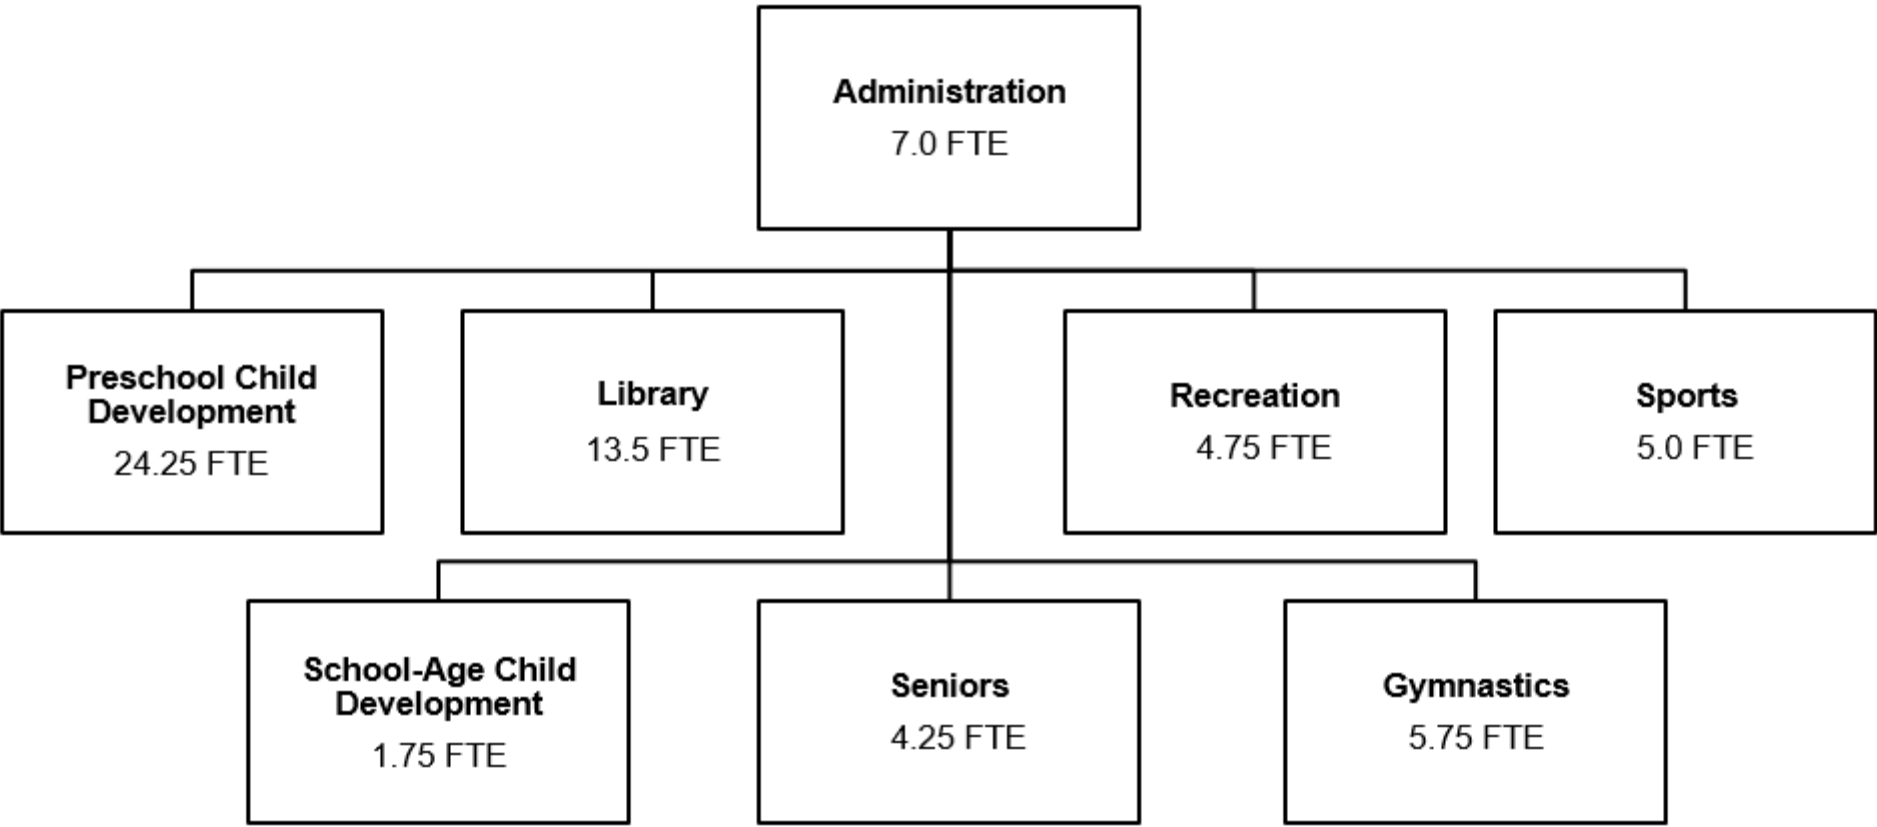 Administration
7.0 FTE
Preschool Child
Development
24.25 FTE
Library
13.5 FTE
Recreation
4.75 FTE
Sports
5.0 FTE
School-Age Child
Development
1.75 FTE
Seniors
4.25 FTE
Gymnastics
5.75 FTE